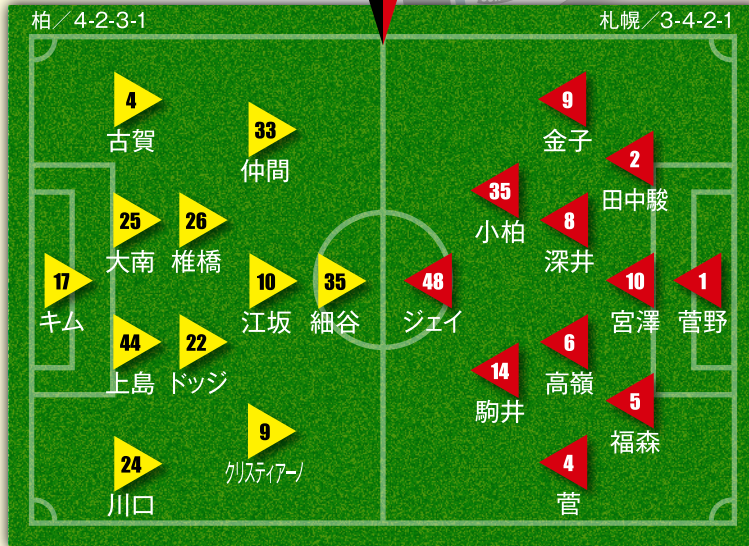 柏／4-2-3-1
札幌／3-4-2-1
4
古賀
33
仲間
25
大南
26
椎橋
17
キム
10
江坂
35
細谷
44
上島
22
ドッジ
9
クリスティアーノ
24
川口
9
金子
2
田中駿
35
小柏
8
深井
48
ジェイ
10
宮澤
1
菅野
14
駒井
6
高嶺
5
福森
4
菅